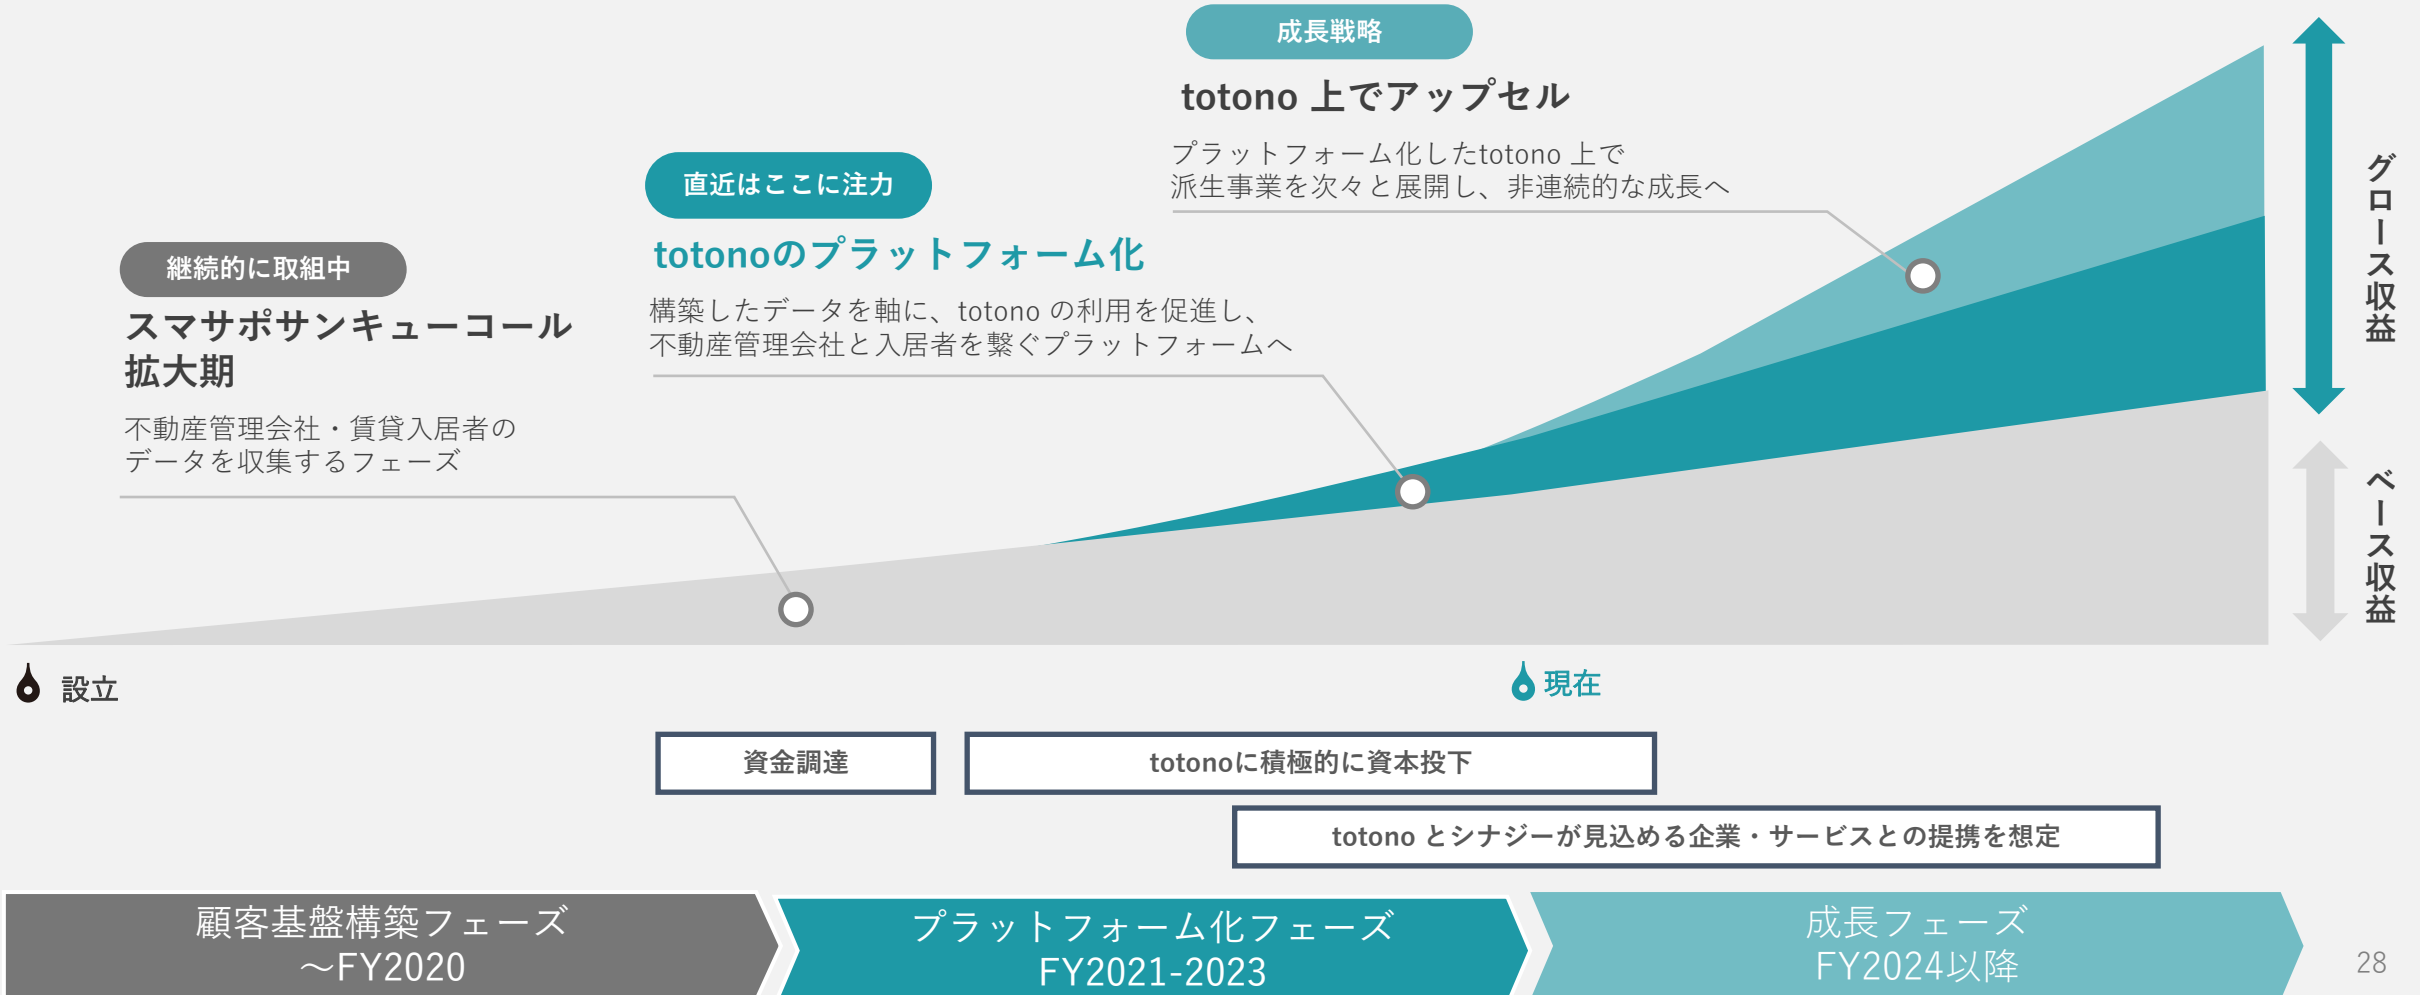 継続的に取組中
スマサポサンキューコール
拡大期
不動産管理会社・賃貸入居者の
データを収集するフェーズ
直近はここに注力
totonoのプラットフォーム化
構築したデータを軸に、totono の利用を促進し、
不動産管理会社と入居者を繋ぐプラットフォームへ
成長戦略
totono 上でアップセル
プラットフォーム化したtotono 上で
派生事業を次々と展開し、非連続的な成長へ
グロース収益
ベース収益
設立
現在
資金調達
totonoに積極的に資本投下
totono とシナジーが見込める企業・サービスとの提携を想定
顧客基盤構築フェーズ
～FY2020
プラットフォーム化フェーズ
FY2021-2023
成長フェーズ
FY2024以降
28